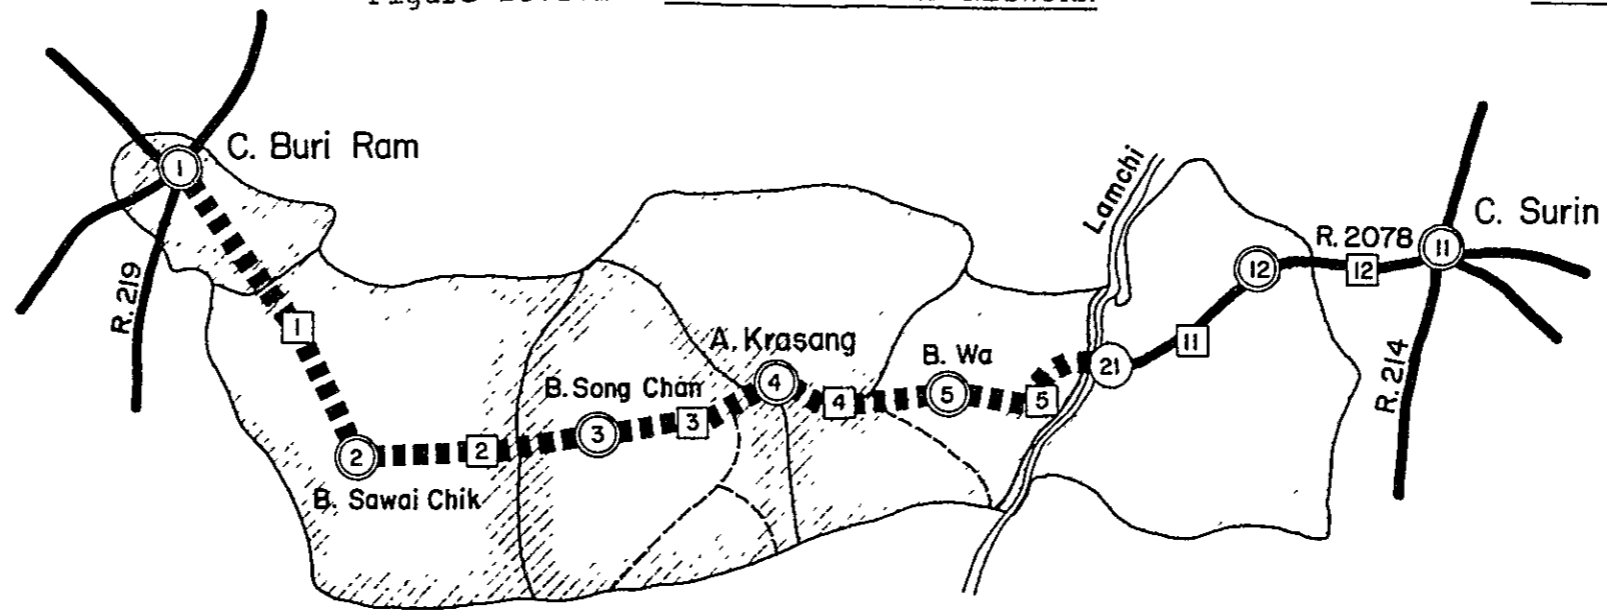 Figure
C. Buri Ram
1
R. 219
1
2
B. Sawai Chik
2
B. Song Chan
3
3
A. Krasang
4
4
B. Wa
5
5
Lamchi
21
11
12
R. 2078
12
C. Surin
11
R. 214